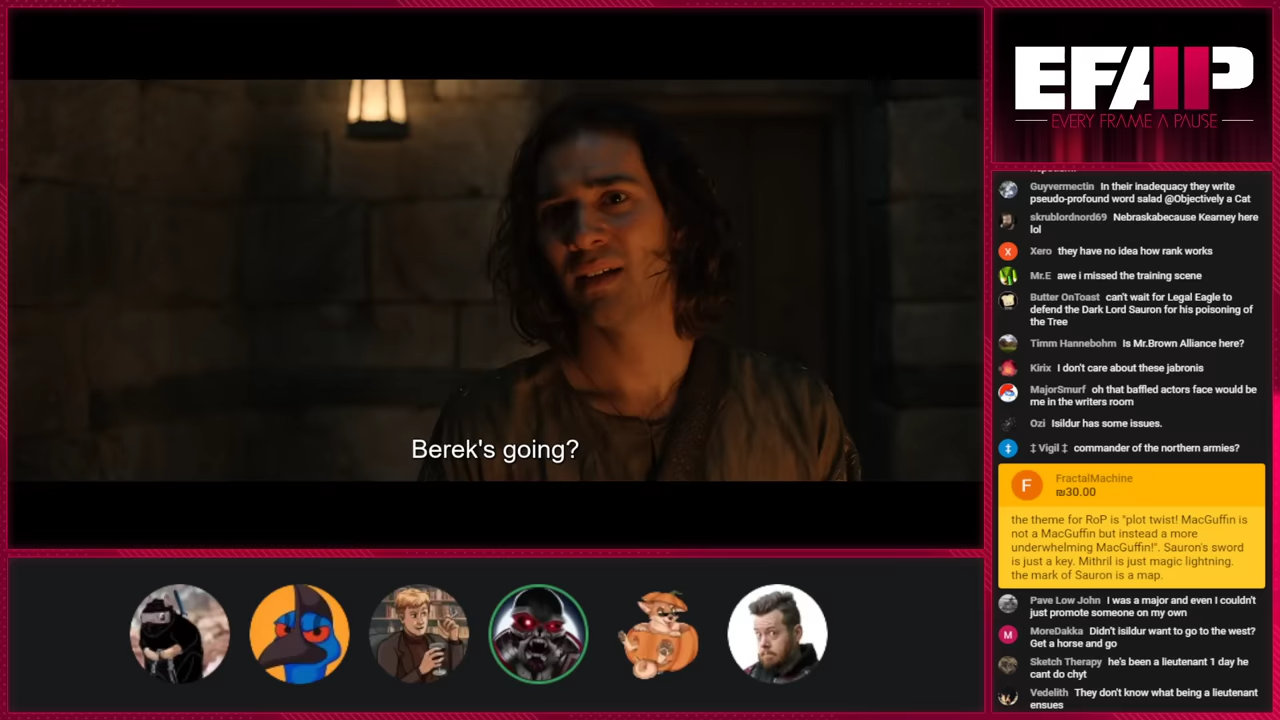 Berek's going?
EFAP
EVERY FRAME A PAUSE
Guyvermectin In their inadequacy they write
pseudo-profound word salad @Objectively a Cat
skrublordnord69 Nebraskabecause Kearney here
lol
X
Xero they have no idea how rank works
Mr.E awe i missed the training scene
Butter OnToast can't wait for Legal Eagle to
defend the Dark Lord Sauron for his poisoning of
the Tree
Timm Hannebohm Is Mr.Brown Alliance here?
Kirix I don't care about these jabronis
MajorSmurf oh that baffled actors face would be
me in the writers room
Ozi Isildur has some issues.
‡
‡ Vigil ‡ commander of the northern armies?
F
FractalMachine
₪30.00
the theme for RoP is "plot twist! MacGuffin is
not a MacGuffin but instead a more
underwhelming MacGuffin!". Sauron's sword
is just a key. Mithril is just magic lightning.
the mark of Sauron is a map.
Pave Low John I was a major and even I couldn't
just promote someone on my own
M
MoreDakka Didn't isildur want to go to the west?
Get a horse and go
Sketch Therapy he's been a lieutenant 1 day he
cant do chyt
Vedelith They don't know what being a lieutenant
ensues